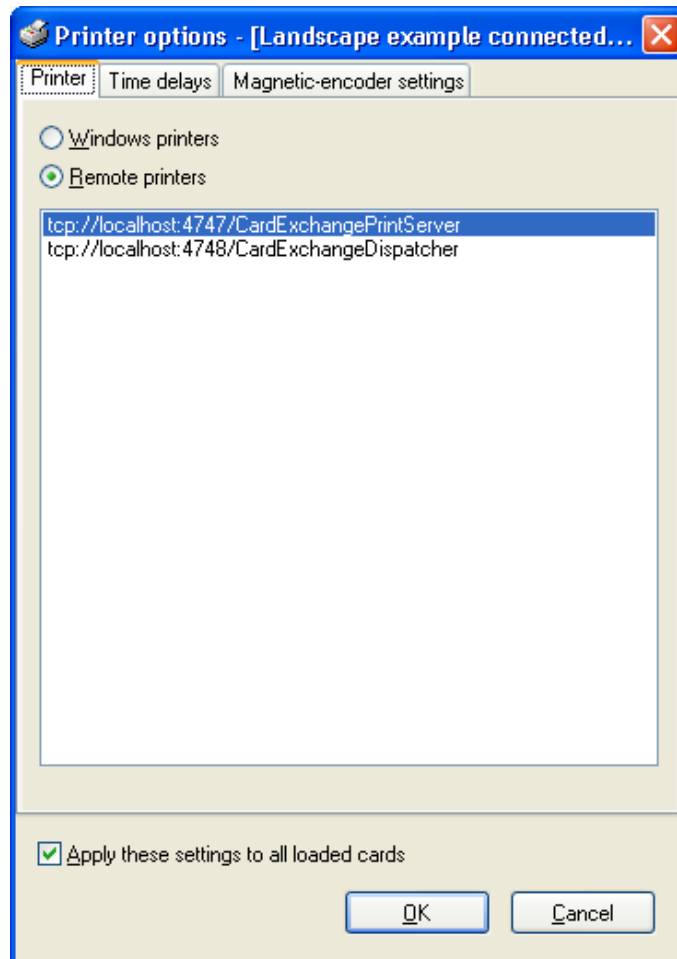 Printer options - [Landscape example connected...
Printer Time delays Magnetic-encoder settings
Windows printers
Remote printers
tcp://localhost:4747/CardExchangePrintServer
tcp://localhost:4748/CardExchangeDispatcher
Apply these settings to all loaded cards
OK Cancel